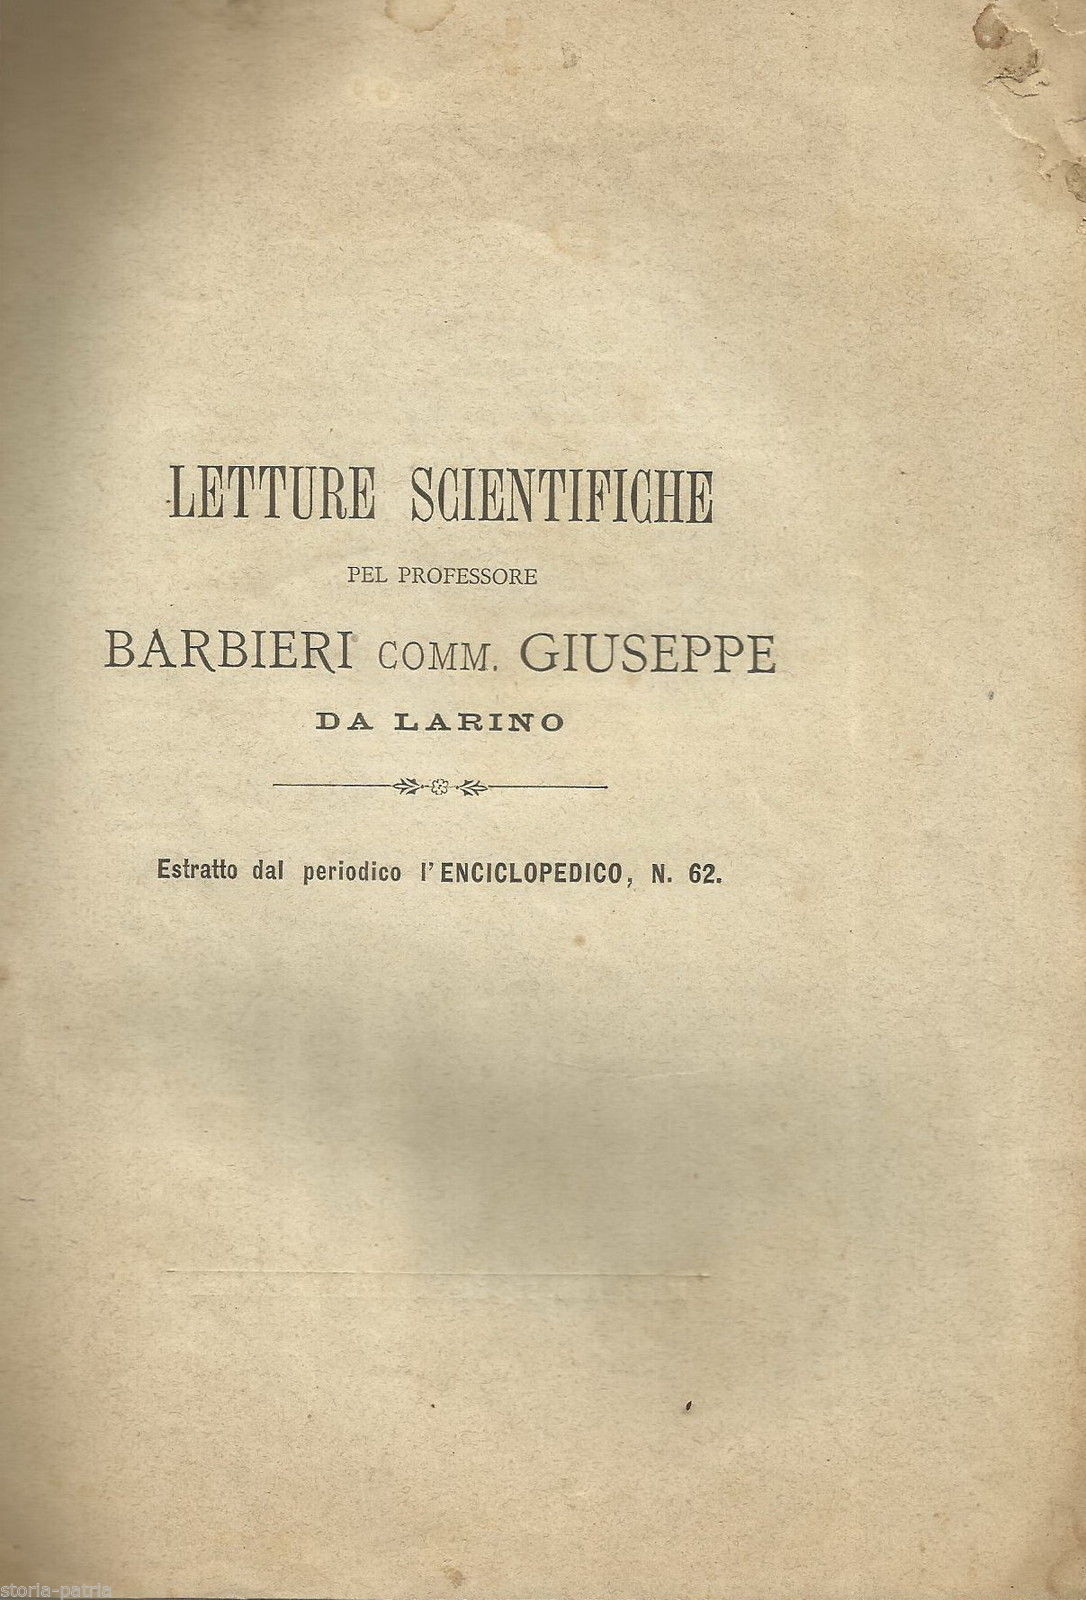 LETTURE SCIENTIFICHE
PEL PROFESSORE
BARBIERI COMM. GIUSEPPE
DA LARINO
Estratto dal periodico l'ENCICLOPEDICO, N. 62.
storia-patria